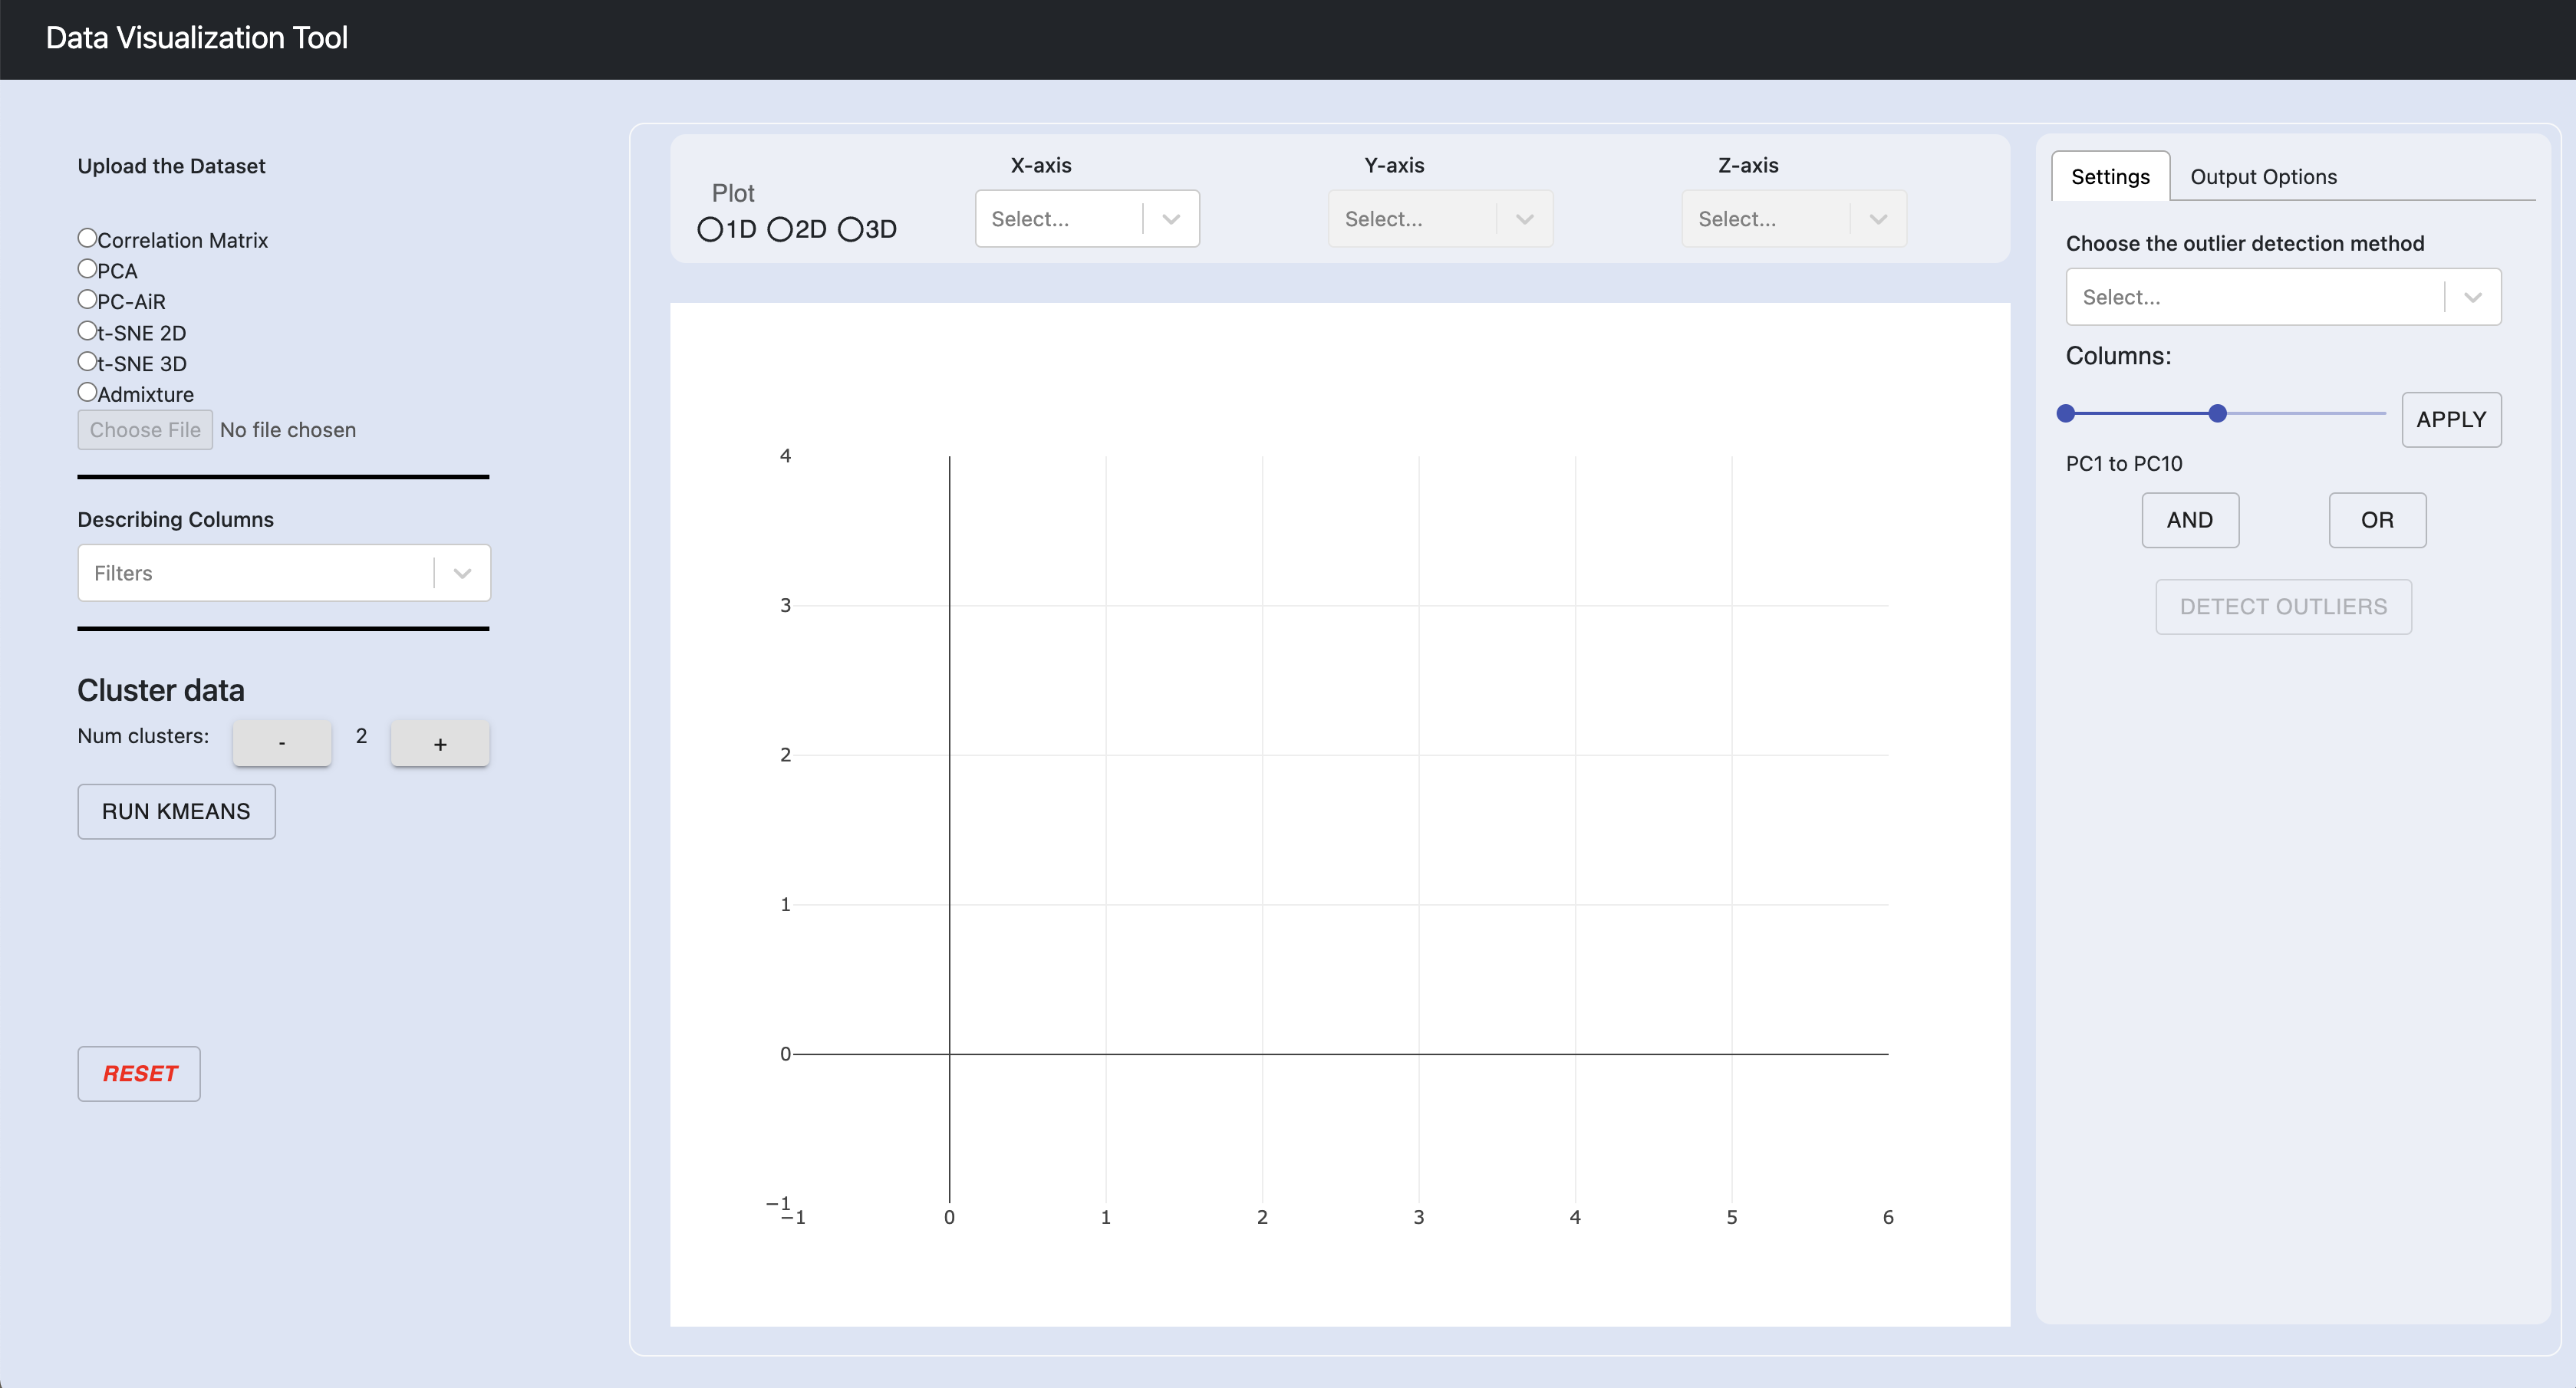 Data Visualization Tool
Upload the Dataset
Correlation Matrix
PCA
PC-AiR
t-SNE 2D
t-SNE 3D
Admixture
Choose File No file chosen
Describing Columns
Filters
Cluster data
Num clusters: - 2 +
RUN KMEANS
RESET
Plot
1D 2D 3D
X-axis
Select...
Y-axis
Select...
Z-axis
Select...
4
3
2
1
0
−1
−1 0 1 2 3 4 5 6
Settings Output Options
Choose the outlier detection method
Select...
Columns:
APPLY
PC1 to PC10
AND OR
DETECT OUTLIERS